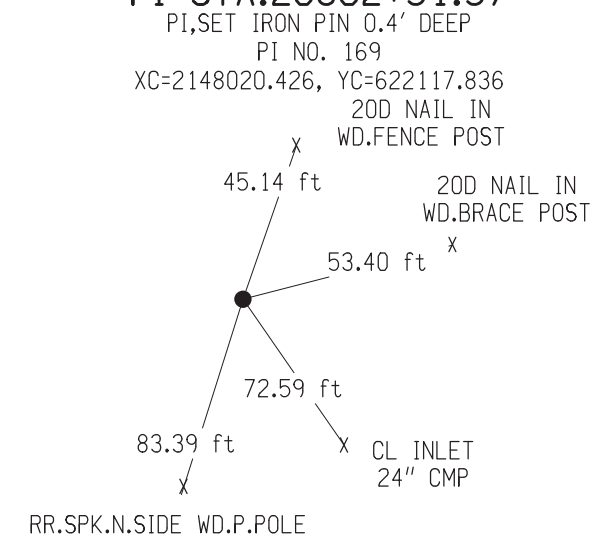 PI,SET IRON PIN 0.4' DEEP
PI NO. 169
XC=2148020.426, YC=622117.836
20D NAIL IN
WD.FENCE POST
45.14 ft
20D NAIL IN
WD.BRACE POST
53.40 ft
72.59 ft
83.39 ft
CL INLET
24" CMP
RR.SPK.N.SIDE WD.P.POLE